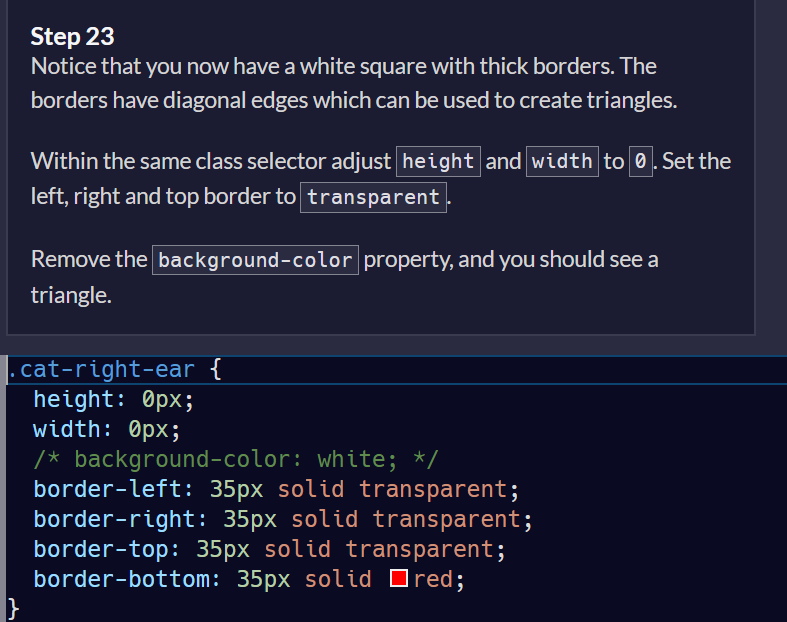 Step 23
Notice that you now have a white square with thick borders. The
borders have diagonal edges which can be used to create triangles.
Within the same class selector adjust height and width to 0. Set the
left, right and top border to transparent.
Remove the background-color property, and you should see a
triangle.
.cat-right-ear {
  height: 0px;
  width: 0px;
  /* background-color: white; */
  border-left: 35px solid transparent;
  border-right: 35px solid transparent;
  border-top: 35px solid transparent;
  border-bottom: 35px solid red;
}